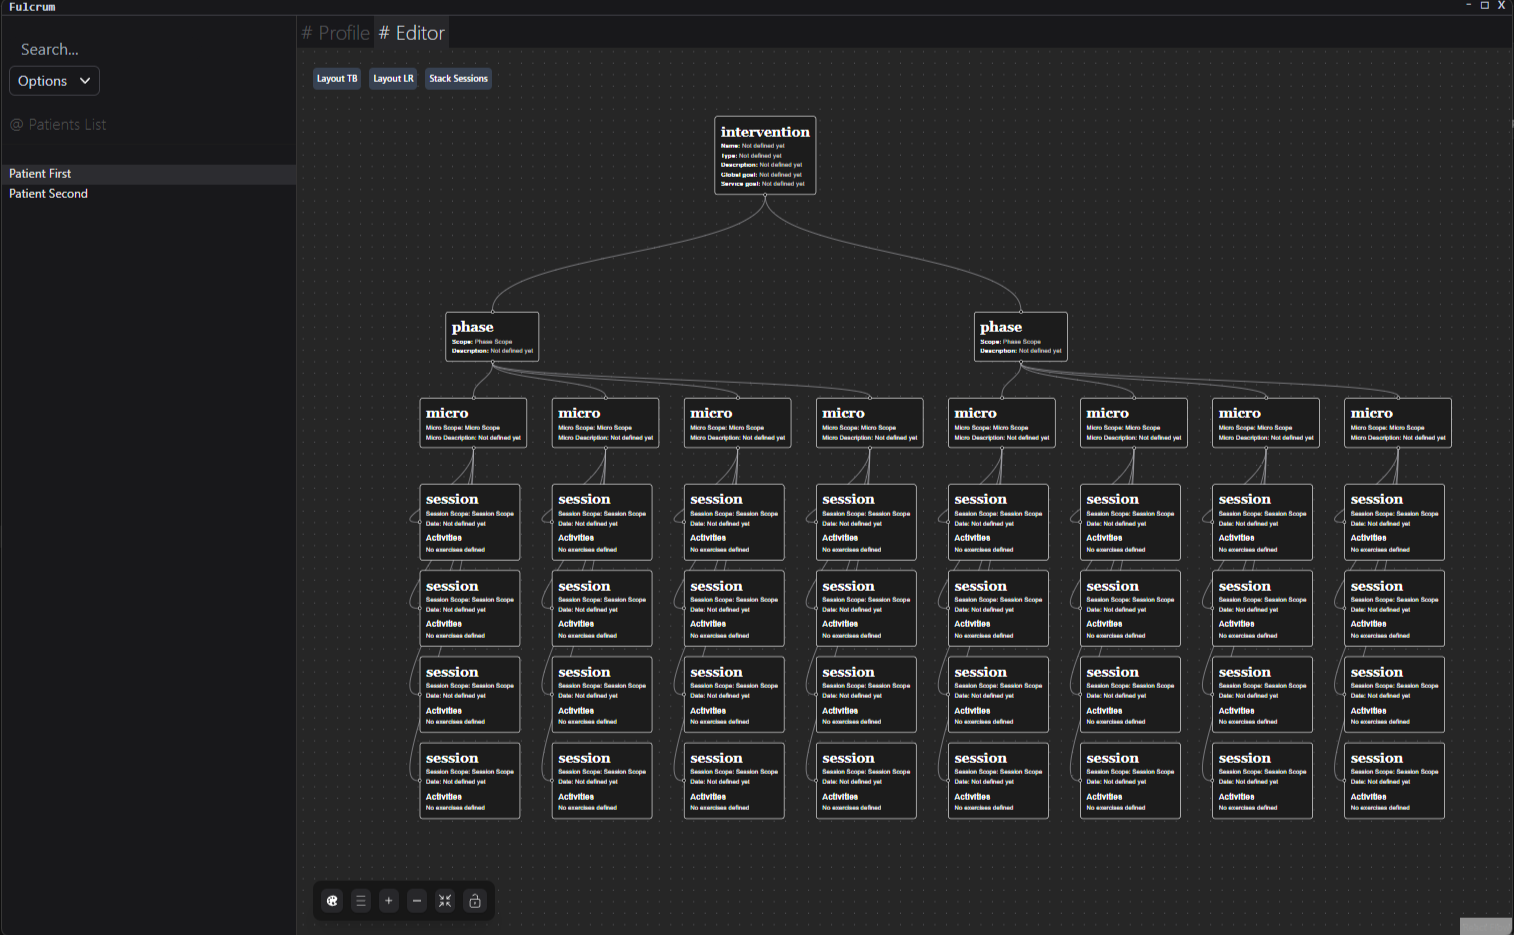 Fulcrum
- X
Search...
Options
@ Patients List
Patient First
Patient Second
# Profile # Editor
Layout TB Layout LR Stack Sessions
intervention
Name: Not defined yet
Type: Not defined yet
Description: Not defined yet
Global goal: Not defined yet
Service goal: Not defined yet
phase phase
Scope: Phase Scope Scope: Phase Scope
Description: Not defined yet Description: Not defined yet
micro micro micro micro micro micro micro micro
Micro Scope: Micro Scope Micro Scope: Micro Scope Micro Scope: Micro Scope Micro Scope: Micro Scope Micro Scope: Micro Scope Micro Scope: Micro Scope Micro Scope: Micro Scope Micro Scope: Micro Scope
Micro Description: Not defined yet Micro Description: Not defined yet Micro Description: Not defined yet Micro Description: Not defined yet Micro Description: Not defined yet Micro Description: Not defined yet Micro Description: Not defined yet Micro Description: Not defined yet
session session session session session session session session
Session Scope: Session Scope Session Scope: Session Scope Session Scope: Session Scope Session Scope: Session Scope Session Scope: Session Scope Session Scope: Session Scope Session Scope: Session Scope Session Scope: Session Scope
Date: Not defined yet Date: Not defined yet Date: Not defined yet Date: Not defined yet Date: Not defined yet Date: Not defined yet Date: Not defined yet Date: Not defined yet
Activities Activities Activities Activities Activities Activities Activities Activities
No exercises defined No exercises defined No exercises defined No exercises defined No exercises defined No exercises defined No exercises defined No exercises defined
session session session session session session session session
Session Scope: Session Scope Session Scope: Session Scope Session Scope: Session Scope Session Scope: Session Scope Session Scope: Session Scope Session Scope: Session Scope Session Scope: Session Scope Session Scope: Session Scope
Date: Not defined yet Date: Not defined yet Date: Not defined yet Date: Not defined yet Date: Not defined yet Date: Not defined yet Date: Not defined yet Date: Not defined yet
Activities Activities Activities Activities Activities Activities Activities Activities
No exercises defined No exercises defined No exercises defined No exercises defined No exercises defined No exercises defined No exercises defined No exercises defined
session session session session session session session session
Session Scope: Session Scope Session Scope: Session Scope Session Scope: Session Scope Session Scope: Session Scope Session Scope: Session Scope Session Scope: Session Scope Session Scope: Session Scope Session Scope: Session Scope
Date: Not defined yet Date: Not defined yet Date: Not defined yet Date: Not defined yet Date: Not defined yet Date: Not defined yet Date: Not defined yet Date: Not defined yet
Activities Activities Activities Activities Activities Activities Activities Activities
No exercises defined No exercises defined No exercises defined No exercises defined No exercises defined No exercises defined No exercises defined No exercises defined
session session session session session session session session
Session Scope: Session Scope Session Scope: Session Scope Session Scope: Session Scope Session Scope: Session Scope Session Scope: Session Scope Session Scope: Session Scope Session Scope: Session Scope Session Scope: Session Scope
Date: Not defined yet Date: Not defined yet Date: Not defined yet Date: Not defined yet Date: Not defined yet Date: Not defined yet Date: Not defined yet Date: Not defined yet
Activities Activities Activities Activities Activities Activities Activities Activities
No exercises defined No exercises defined No exercises defined No exercises defined No exercises defined No exercises defined No exercises defined No exercises defined